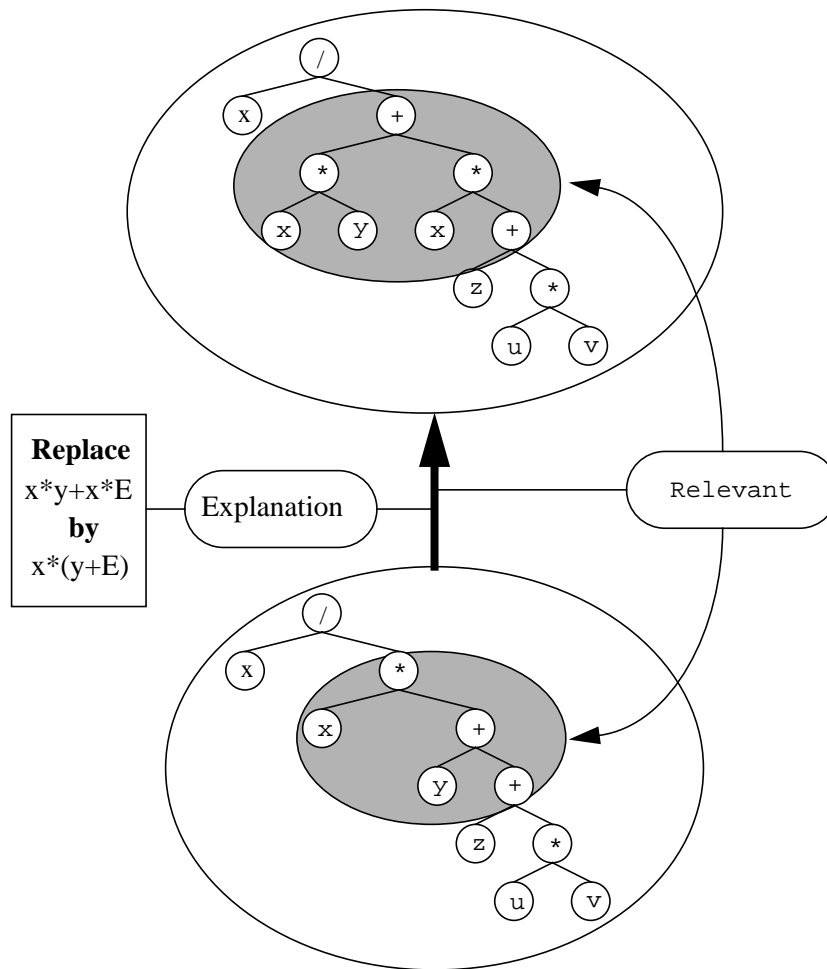 /
x +
* *
x y x +
z *
u v
Replace
x*y+x*E
by
x*(y+E)
Explanation
Relevant
/
x *
x +
y +
z *
u v